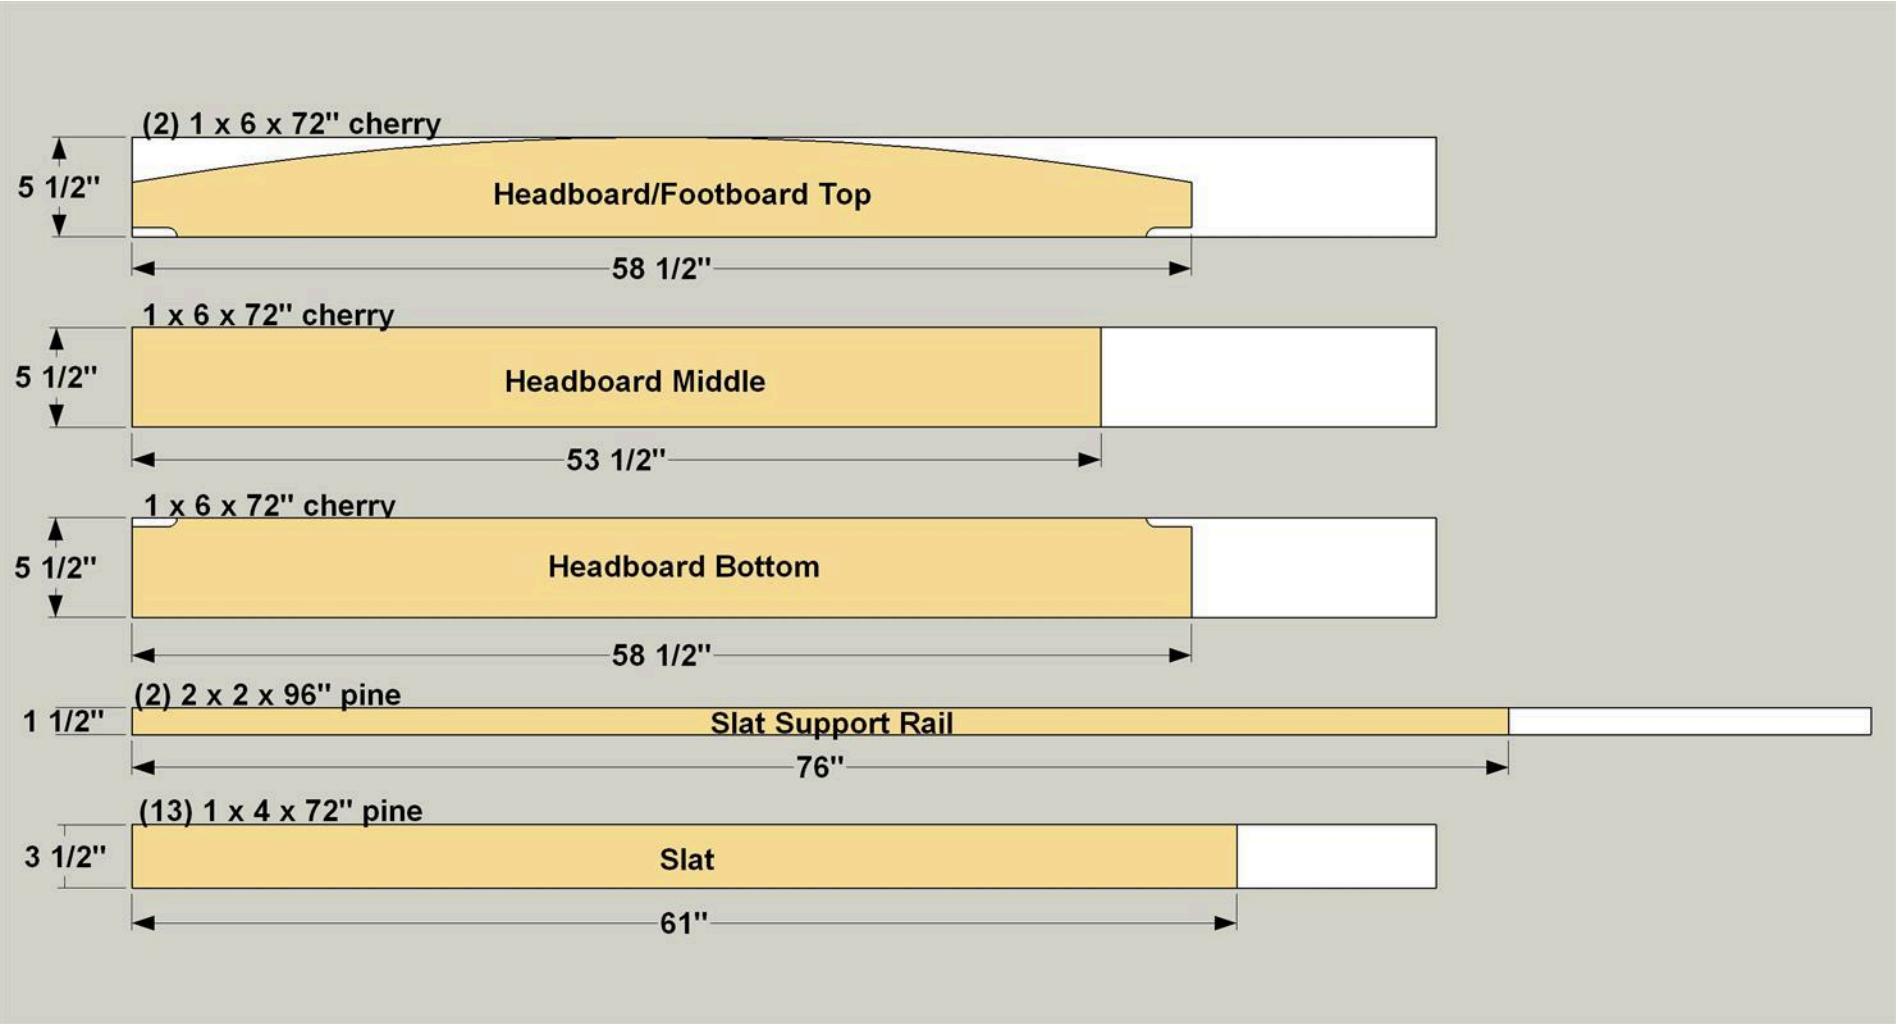 (2) 1 x 6 x 72" cherry
5 1/2"
Headboard/Footboard Top
58 1/2"
1 x 6 x 72" cherry
5 1/2"
Headboard Middle
53 1/2"
1 x 6 x 72" cherry
5 1/2"
Headboard Bottom
58 1/2"
(2) 2 x 2 x 96" pine
1 1/2"
Slat Support Rail
76"
(13) 1 x 4 x 72" pine
3 1/2"
Slat
61"